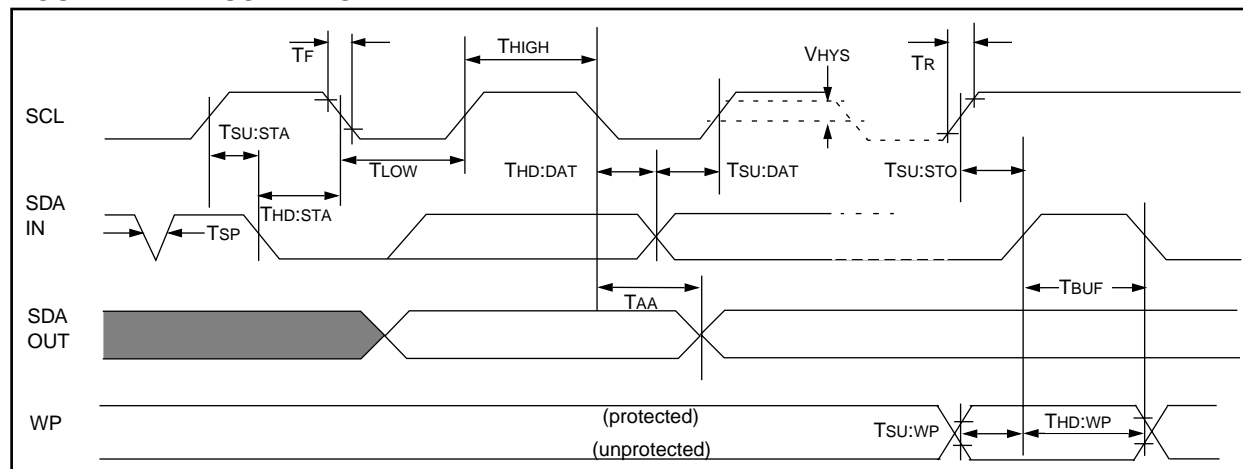 TF
THIGH
VHYS
TR
SCL
TSU:STA
TLOW
THD:DAT
TSU:DAT
TSU:STO
SDA
IN
TSP
THD:STA
TBUF
TAA
SDA
OUT
WP
(protected)
(unprotected)
TSU:WP
THD:WP